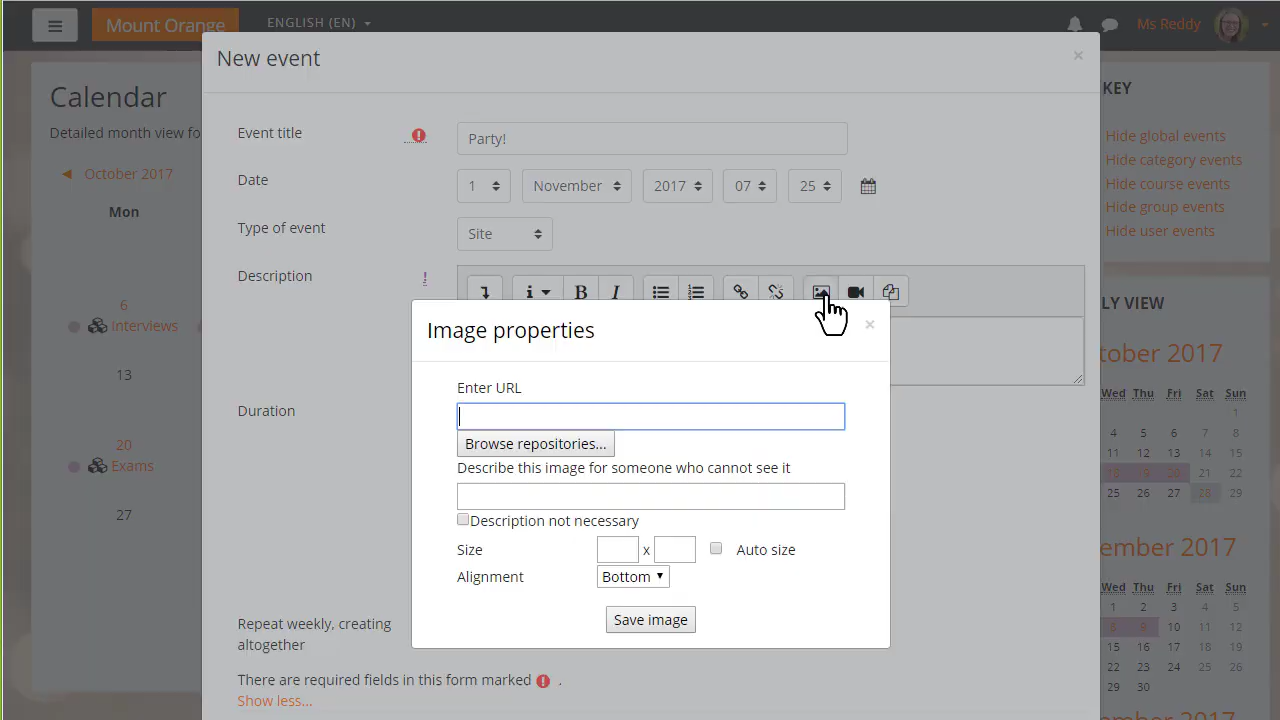 Mount Orange
ENGLISH (EN)
Ms Reddy
New event
×
Calendar
Detailed month view fo
◄ October 2017
Mon
6
Interviews
13
20
Exams
27
Event title
Party!
Date
1 November 2017 07 25
Type of event
Site
Description
i B I
Image properties
×
Enter URL
Browse repositories...
Describe this image for someone who cannot see it
Description not necessary
Size x Auto size
Alignment Bottom
Save image
Duration
Repeat weekly, creating
altogether
There are required fields in this form marked .
Show less...
KEY
Hide global events
Hide category events
Hide course events
Hide group events
Hide user events
LY VIEW
tober 2017
Wed Thu Fri Sat Sun
1
4 5 6 7 8
11 12 13 14 15
18 19 20 21 22
25 26 27 28 29
ember 2017
Wed Thu Fri Sat Sun
1 2 3 4 5
8 9 10 11 12
15 16 17 18 19
22 23 24 25 26
29 30